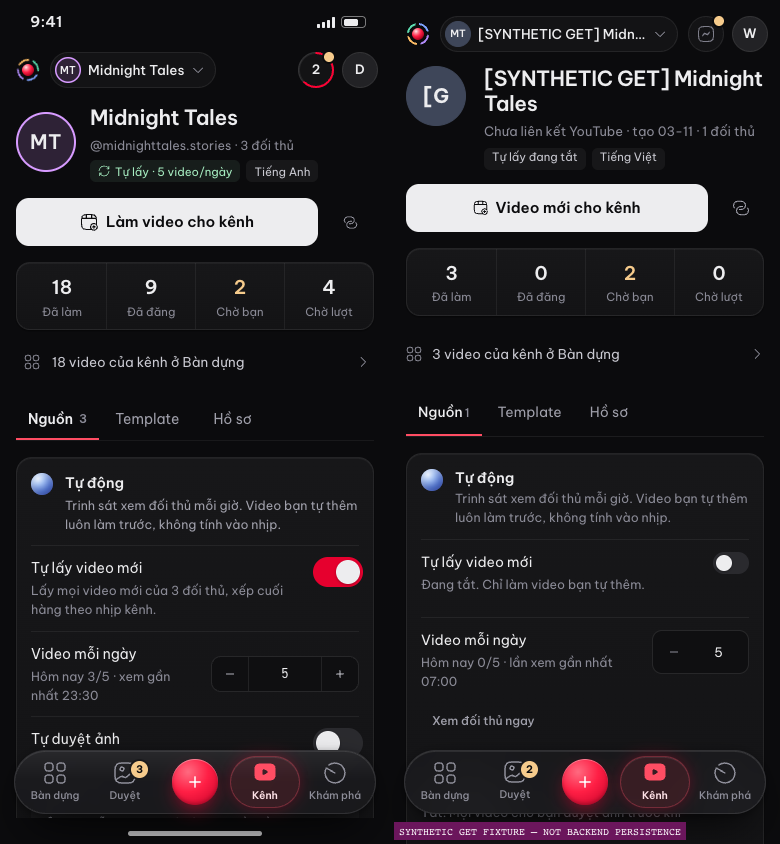 9:41
MT Midnight Tales
2
D
MT
Midnight Tales
@midnighttales.stories · 3 đối thủ
Tự lấy · 5 video/ngày
Tiếng Anh
Làm video cho kênh
18
9
2
4
Đã làm
Đã đăng
Chờ bạn
Chờ lượt
18 video của kênh ở Bàn dựng
Nguồn 3
Template
Hồ sơ
Tự động
Trinh sát xem đối thủ mỗi giờ. Video bạn tự thêm
luôn làm trước, không tính vào nhịp.
Tự lấy video mới
Lấy mọi video mới của 3 đối thủ, xếp cuối
hàng theo nhịp kênh.
Video mỗi ngày
Hôm nay 3/5 · xem gần
nhất 23:30
− 5 +
Tự duyệt ảnh
Bàn dựng
3
Duyệt
+
Kênh
Khám phá
MT [SYNTHETIC GET] Midn...
W
[G
[SYNTHETIC GET] Midnight
Tales
Chưa liên kết YouTube · tạo 03-11 · 1 đối thủ
Tự lấy đang tắt
Tiếng Việt
Video mới cho kênh
3
0
2
0
Đã làm
Đã đăng
Chờ bạn
Chờ lượt
3 video của kênh ở Bàn dựng
Nguồn 1
Template
Hồ sơ
Tự động
Trinh sát xem đối thủ mỗi giờ. Video bạn tự thêm
luôn làm trước, không tính vào nhịp.
Tự lấy video mới
Đang tắt. Chỉ làm video bạn tự thêm.
Video mỗi ngày
Hôm nay 0/5 · lần xem gần nhất
07:00
− 5
Xem đối thủ ngay
Bàn dựng
2
Duyệt
+
Kênh
Khám phá
SYNTHETIC GET FIXTURE — NOT BACKEND PERSISTENCE